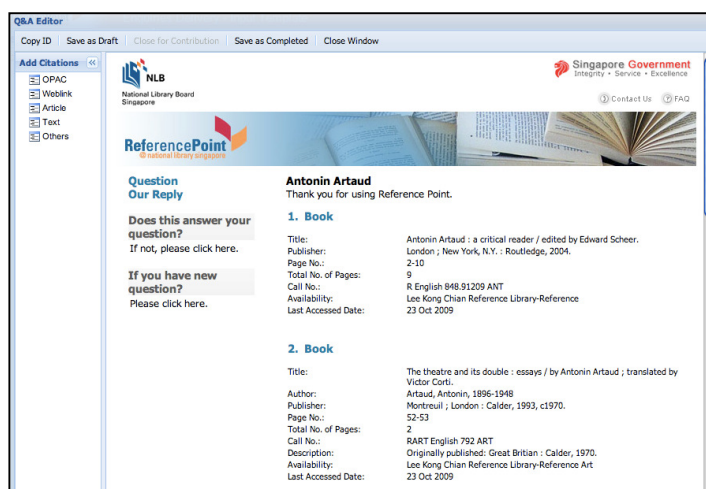 Q&A Editor
Copy ID Save as Draft Close for Contribution Save as Completed Close Window
Add Citations
OPAC
Weblink
Article
Text
Others
NLB
National Library Board
Singapore
Singapore Government
Integrity • Service • Excellence
Contact Us FAQ
ReferencePoint
@ national library singapore
Question
Our Reply
Does this answer your
question?
If not, please click here.
If you have new
question?
Please click here.
Antonin Artaud
Thank you for using Reference Point.
1. Book
Title: Antonin Artaud : a critical reader / edited by Edward Scheer.
Publisher: London ; New York, N.Y. : Routledge, 2004.
Page No.: 2-10
Total No. of Pages: 9
Call No.: R English 848.91209 ANT
Availability: Lee Kong Chian Reference Library-Reference
Last Accessed Date: 23 Oct 2009
2. Book
Title: The theatre and its double : essays / by Antonin Artaud ; translated by
Victor Corti.
Author: Artaud, Antonin, 1896-1948
Publisher: Montreuil ; London : Calder, 1993, c1970.
Page No.: 52-53
Total No. of Pages: 2
Call No.: RART English 792 ART
Description: Originally published: Great Britian : Calder, 1970.
Availability: Lee Kong Chian Reference Library-Reference Art
Last Accessed Date: 23 Oct 2009